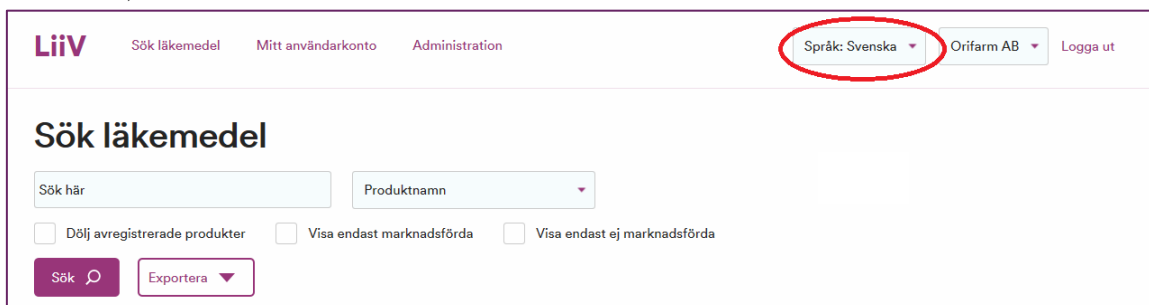 LiiV Sök läkemedel Mitt användarkonto Administration Språk: Svenska Orifarm AB Logga ut
Sök läkemedel
Sök här Produktnamn
Dölj avregistrerade produkter Visa endast marknadsförda Visa endast ej marknadsförda
Sök Exportera